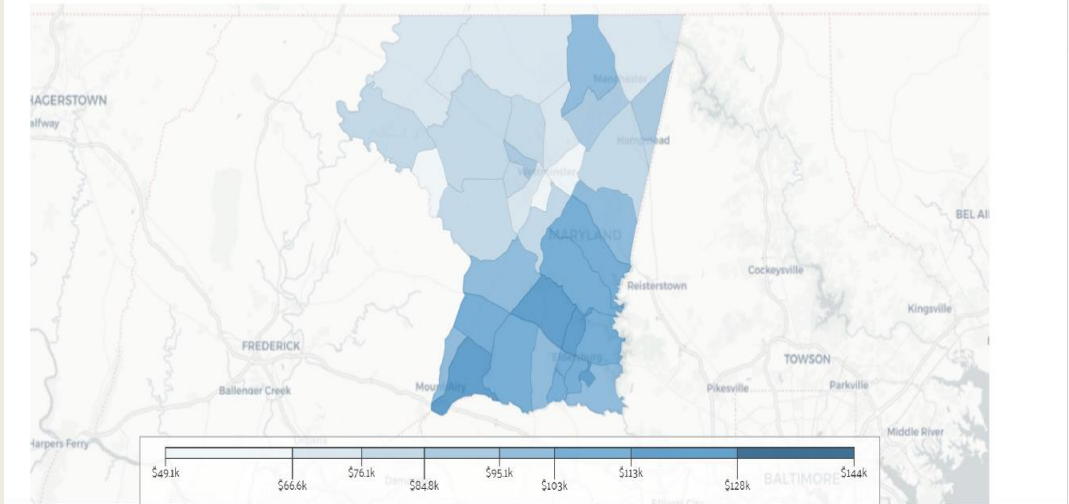 Manchester
HAGERSTOWN
alfway
Hampstead
Westminster
BEL AI
MARYLAND
Cockeysville
Reisterstown
Kingsville
FREDERICK
Eldersburg
TOWSON
Mount Airy
Ballenger Creek
Pikesville
Parkville
Middle River
Harpers Ferry
Urbana
$49.1k
$76.1k
$95.1k
$113k
$144k
$66.6k
$84.8k
$103k
$128k
BALTIMORE